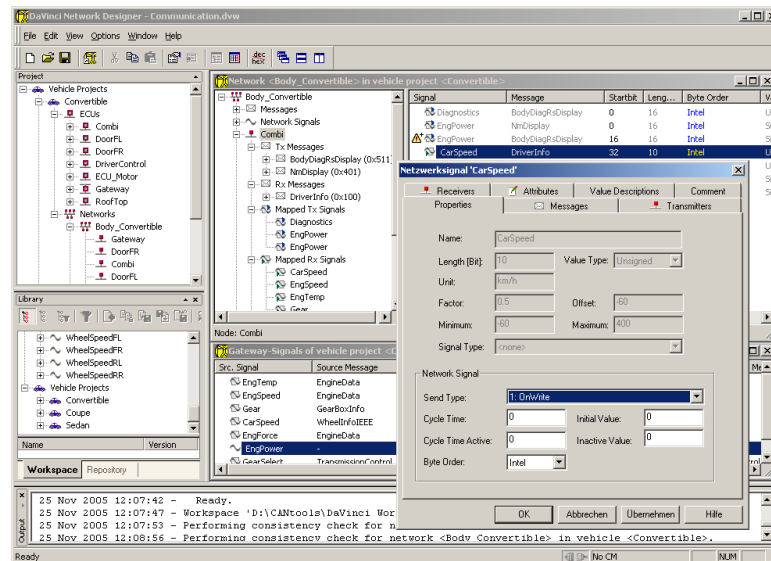 DaVinci Network Designer - Communication.dvw
File Edit View Options Window Help
Project
Vehicle Projects
Convertible
ECUs
Combi
DoorFL
DoorFR
DriverControl
ECU_Motor
Gateway
RoofTop
Networks
Body_Convertible
Gateway
DoorFR
Combi
DoorFL
Library
WheelSpeedFL
WheelSpeedFR
WheelSpeedRL
WheelSpeedRR
Vehicle Projects
Convertible
Coupe
Sedan
Name Version
Workspace Repository
Network <Body_Convertible> in vehicle project <Convertible>
Body_Convertible
Messages
Network Signals
Combi
Tx Messages
BodyDiagRsDisplay (0x511)
NmDisplay (0x401)
Rx Messages
DriverInfo (0x100)
Mapped Tx Signals
Diagnostics
EngPower
EngPower
Mapped Rx Signals
CarSpeed
EngSpeed
EngTemp
Gear
Node: Combi
Signal Message Startbit Leng... Byte Order
Diagnostics BodyDiagRsDisplay 0 16 Intel
EngPower NmDisplay 0 16 Intel
EngPower BodyDiagRsDisplay 16 16 Intel
CarSpeed DriverInfo 32 10 Intel
Gateway-Signals of vehicle project
Src. Signal Source Message
EngTemp EngineData
EngSpeed EngineData
Gear GearBoxInfo
CarSpeed WheelInfoIEEE
EngForce EngineData
EngPower -
GearSelect TransmissionControl
Netzwerksignal 'CarSpeed'
Receivers Attributes Value Descriptions Comment
Properties Messages Transmitters
Name: CarSpeed
Length [Bit]: 10 Value Type: Unsigned
Unit: km/h
Factor: 0.5 Offset: -60
Minimum: -60 Maximum: 400
Signal Type: <none>
Network Signal
Send Type: 1: OnWrite
Cycle Time: 0 Initial Value: 0
Cycle Time Active: 0 Inactive Value: 0
Byte Order: Intel
OK Abbrechen Übernehmen Hilfe
Output
25 Nov 2005 12:07:42 - Ready.
25 Nov 2005 12:07:47 - Workspace 'D:\CANtools\DaVinci Wor
25 Nov 2005 12:07:53 - Performing consistency check for n
25 Nov 2005 12:08:56 - Performing consistency check for network <Body_Convertible> in vehicle <Convertible>.
Ready No CM NUM